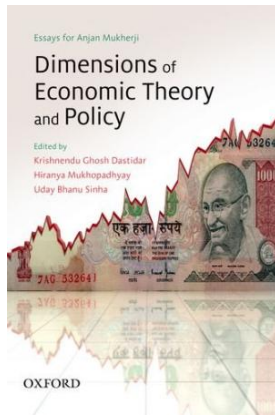 Essays for Anjan Mukherji
Dimensions of
Economic Theory
and Policy
Edited by
Krishnendu Ghosh Dastidar
Hiranya Mukhopadhyay
Uday Bhanu Sinha
एक हज़ार रुपये
7AG 532641
OXFORD